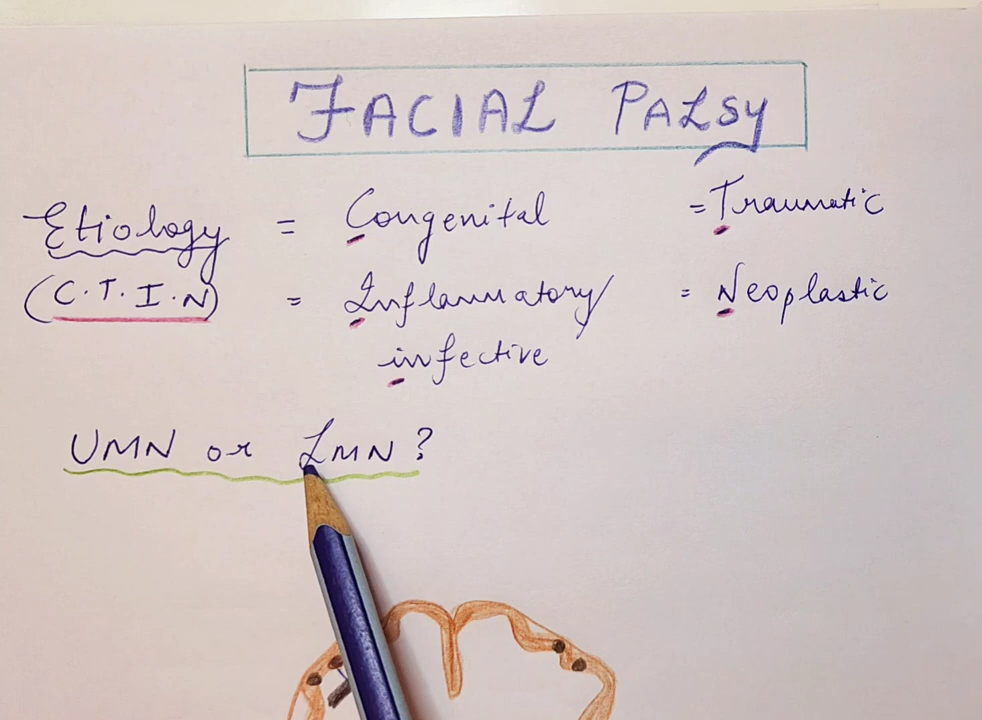 FACIAL PALSY
Etiology = Congenital = Traumatic
(C.T.I.N) = Inflammatory/ = Neoplastic
infective
UMN or LMN?